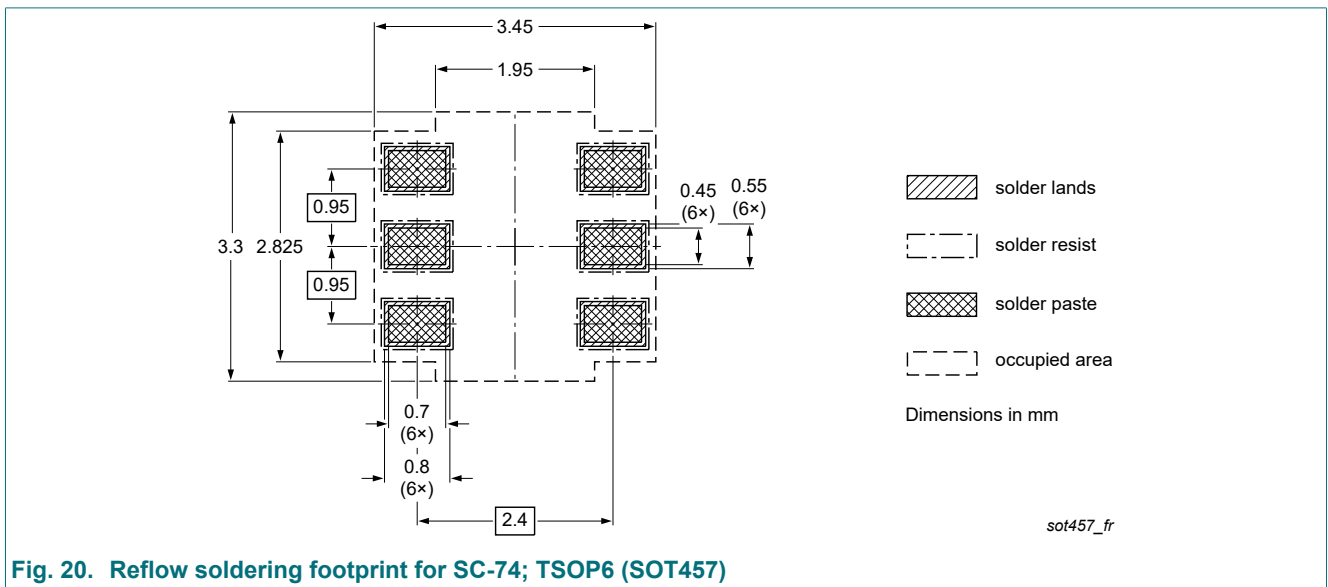 3.45
1.95
0.95
3.3 2.825
0.95
0.45 0.55
(6×) (6×)
0.7
(6×)
0.8
(6×)
2.4
solder lands
solder resist
solder paste
occupied area
Dimensions in mm
sot457_fr
Fig. 20. Reflow soldering footprint for SC-74; TSOP6 (SOT457)